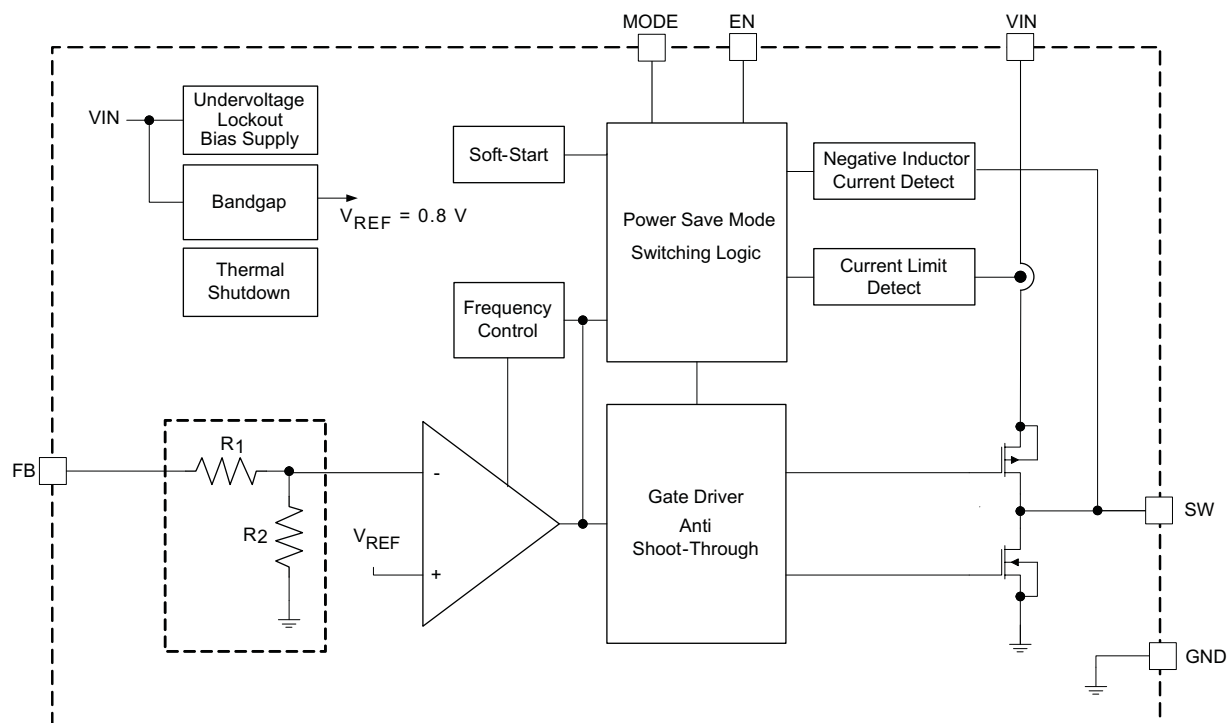 MODE
EN
VIN
VIN
Undervoltage
Lockout
Bias Supply
Bandgap
VREF = 0.8 V
Thermal
Shutdown
Soft-Start
Power Save Mode
Switching Logic
Negative Inductor
Current Detect
Current Limit
Detect
Frequency
Control
FB
R1
R2
VREF
-
+
Gate Driver
Anti
Shoot-Through
SW
GND